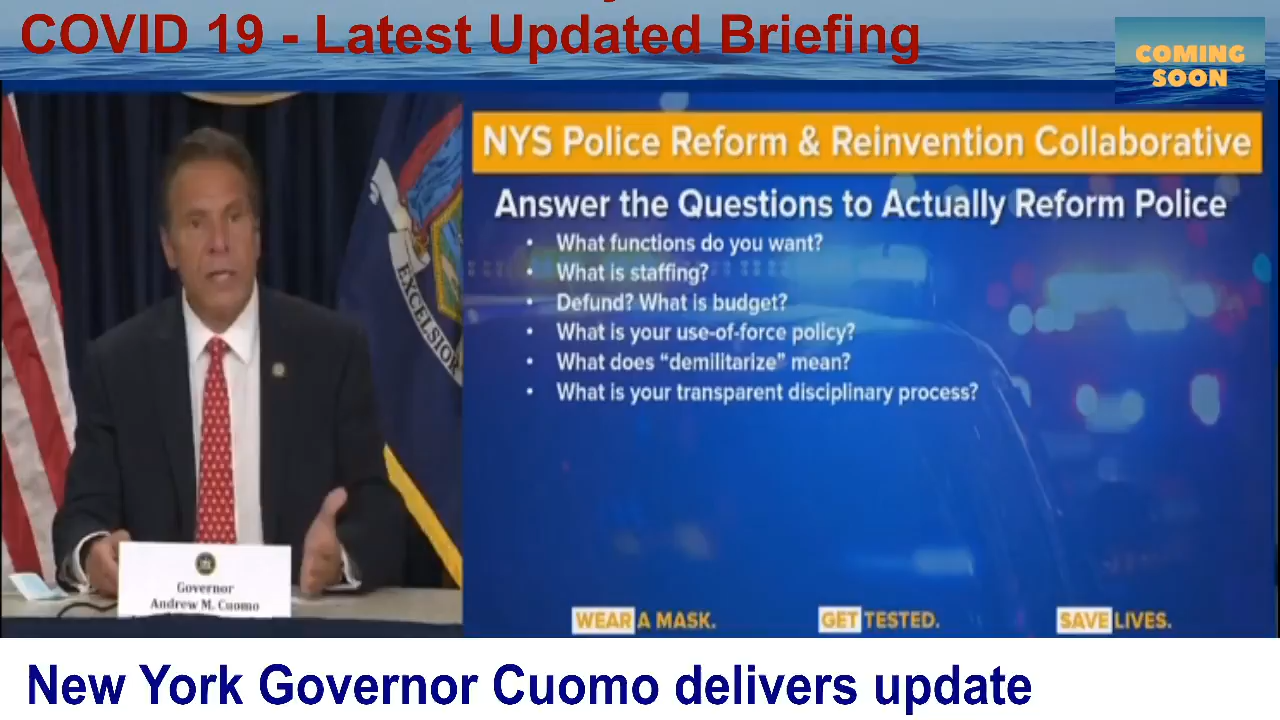 COVID 19 - Latest Updated Briefing
COMING
SOON
NYS Police Reform & Reinvention Collaborative
Answer the Questions to Actually Reform Police
• What functions do you want?
• What is staffing?
• Defund? What is budget?
• What is your use-of-force policy?
• What does “demilitarize” mean?
• What is your transparent disciplinary process?
EXCELSIOR
Governor
Andrew M. Cuomo
WEAR A MASK.
GET TESTED.
SAVE LIVES.
New York Governor Cuomo delivers update